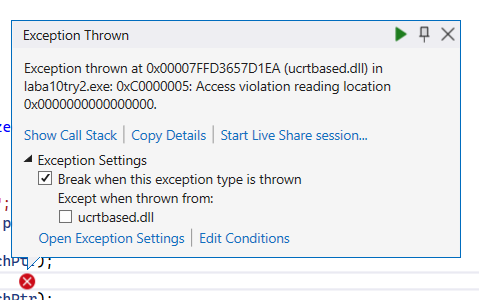 Exception Thrown
Exception thrown at 0x00007FFD3657D1EA (ucrtbased.dll) in
laba10try2.exe: 0xC0000005: Access violation reading location
0x0000000000000000.
Show Call Stack | Copy Details | Start Live Share session...
Exception Settings
Break when this exception type is thrown
Except when thrown from:
ucrtbased.dll
Open Exception Settings | Edit Conditions